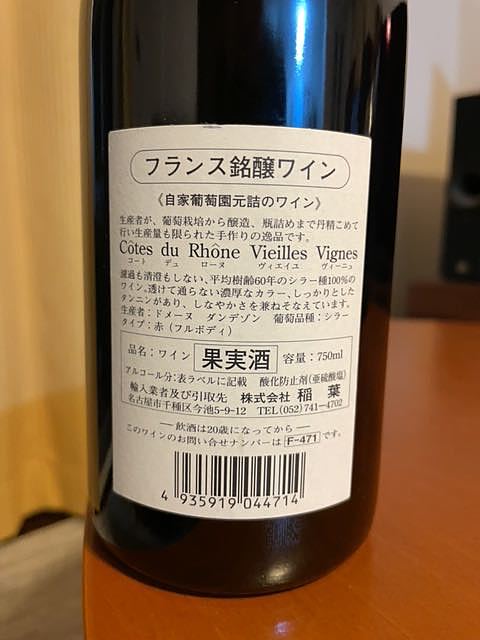 フランス銘醸ワイン
《自家葡萄園元詰のワイン》
生産者が、葡萄栽培から醸造、瓶詰めまで丹精こめて
行い生産量も限られた手作りの逸品です。
Côtes du Rhône Vieilles Vignes
コート デュ ローヌ ヴィエイユ ヴィーニュ
濾過も清澄もしない、平均樹齢60年のシラー種100%の
ワイン。透けて通らない濃厚なカラー、しっかりとした
タンニンがあり、しなやかさを兼ねそなえています。
生産者：ドメーヌ ダンデゾン 葡萄品種：シラー
タイプ：赤（フルボディ）
品名：ワイン 果実酒 容量：750ml
アルコール分：表ラベルに記載 酸化防止剤（亜硫酸塩）
輸入業者及び引取先 株式会社 稲葉
名古屋市千種区今池5-9-12 TEL(052)741-4702
飲酒は20歳になってから
このワインのお問い合せナンバーは F-471 です。
4 935919 044714